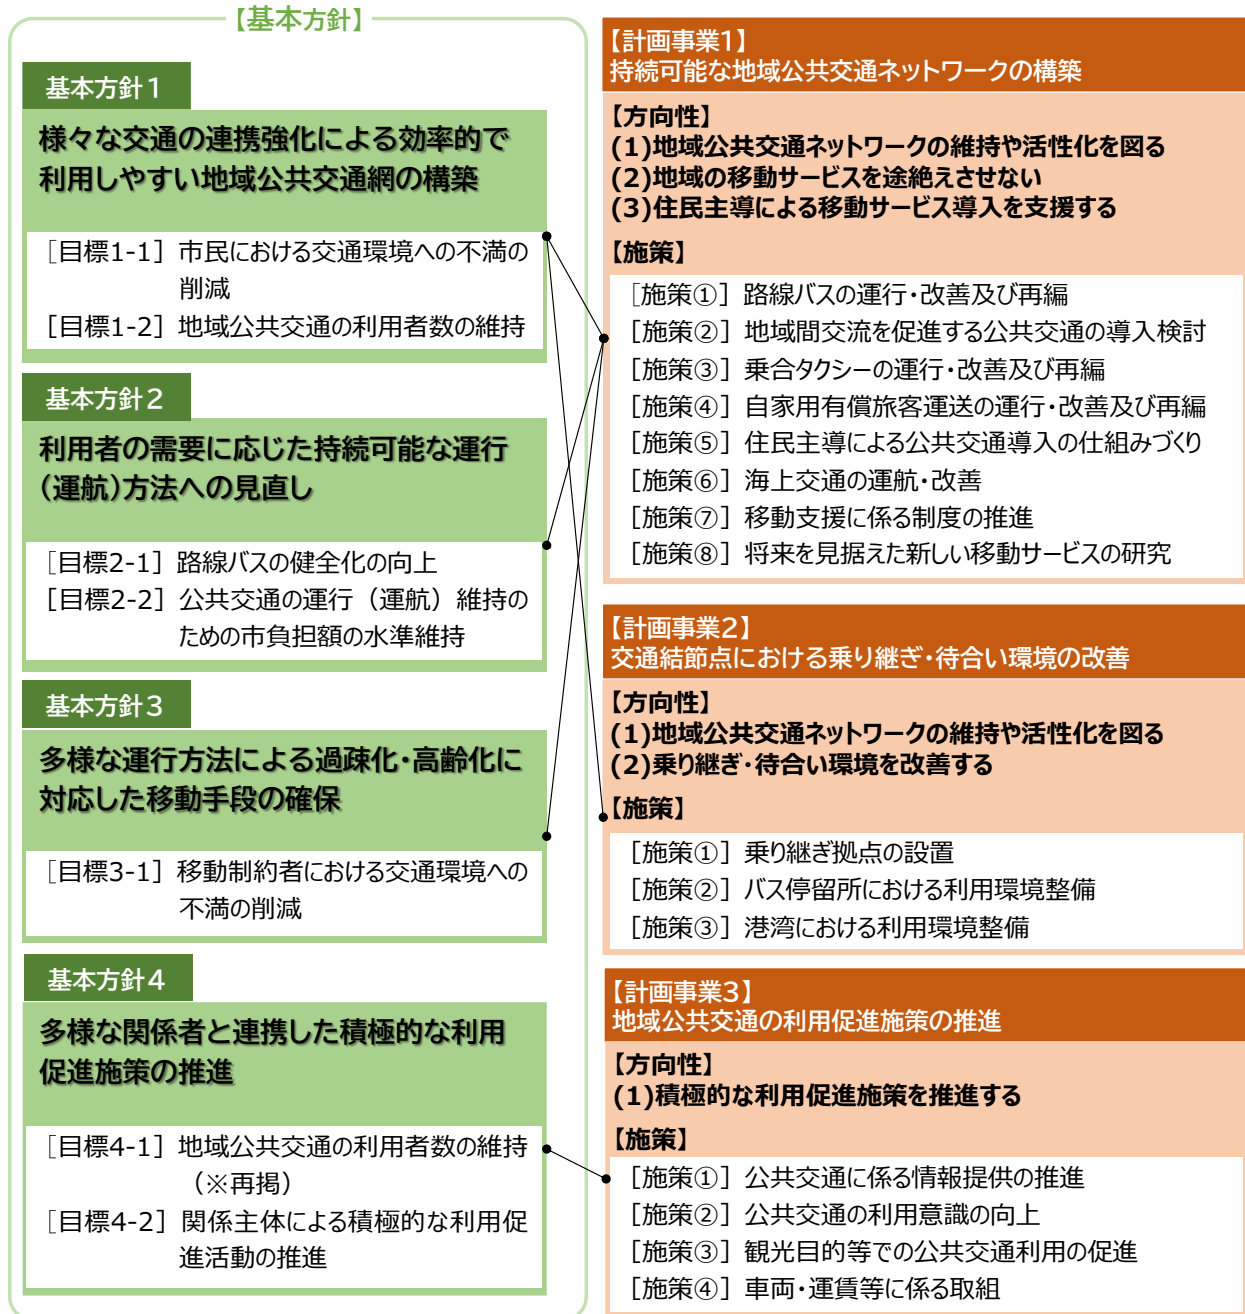 【基本方針】
基本方針1
様々な交通の連携強化による効率的で
利用しやすい地域公共交通網の構築
［目標1-1］市民における交通環境への不満の
削減
［目標1-2］地域公共交通の利用者数の維持
基本方針2
利用者の需要に応じた持続可能な運行
（運航）方法への見直し
［目標2-1］路線バスの健全化の向上
［目標2-2］公共交通の運行（運航）維持の
ための市負担額の水準維持
基本方針3
多様な運行方法による過疎化・高齢化に
対応した移動手段の確保
［目標3-1］移動制約者における交通環境への
不満の削減
基本方針4
多様な関係者と連携した積極的な利用
促進施策の推進
［目標4-1］地域公共交通の利用者数の維持
（※再掲）
［目標4-2］関係主体による積極的な利用促
進活動の推進
【計画事業1】
持続可能な地域公共交通ネットワークの構築
【方向性】
(1)地域公共交通ネットワークの維持や活性化を図る
(2)地域の移動サービスを途絶えさせない
(3)住民主導による移動サービス導入を支援する
【施策】
［施策①］路線バスの運行・改善及び再編
［施策②］地域間交流を促進する公共交通の導入検討
［施策③］乗合タクシーの運行・改善及び再編
［施策④］自家用有償旅客運送の運行・改善及び再編
［施策⑤］住民主導による公共交通導入の仕組みづくり
［施策⑥］海上交通の運航・改善
［施策⑦］移動支援に係る制度の推進
［施策⑧］将来を見据えた新しい移動サービスの研究
【計画事業2】
交通結節点における乗り継ぎ・待合い環境の改善
【方向性】
(1)地域公共交通ネットワークの維持や活性化を図る
(2)乗り継ぎ・待合い環境を改善する
【施策】
［施策①］乗り継ぎ拠点の設置
［施策②］バス停留所における利用環境整備
［施策③］港湾における利用環境整備
【計画事業3】
地域公共交通の利用促進施策の推進
【方向性】
(1)積極的な利用促進施策を推進する
【施策】
［施策①］公共交通に係る情報提供の推進
［施策②］公共交通の利用意識の向上
［施策③］観光目的等での公共交通利用の促進
［施策④］車両・運賃等に係る取組